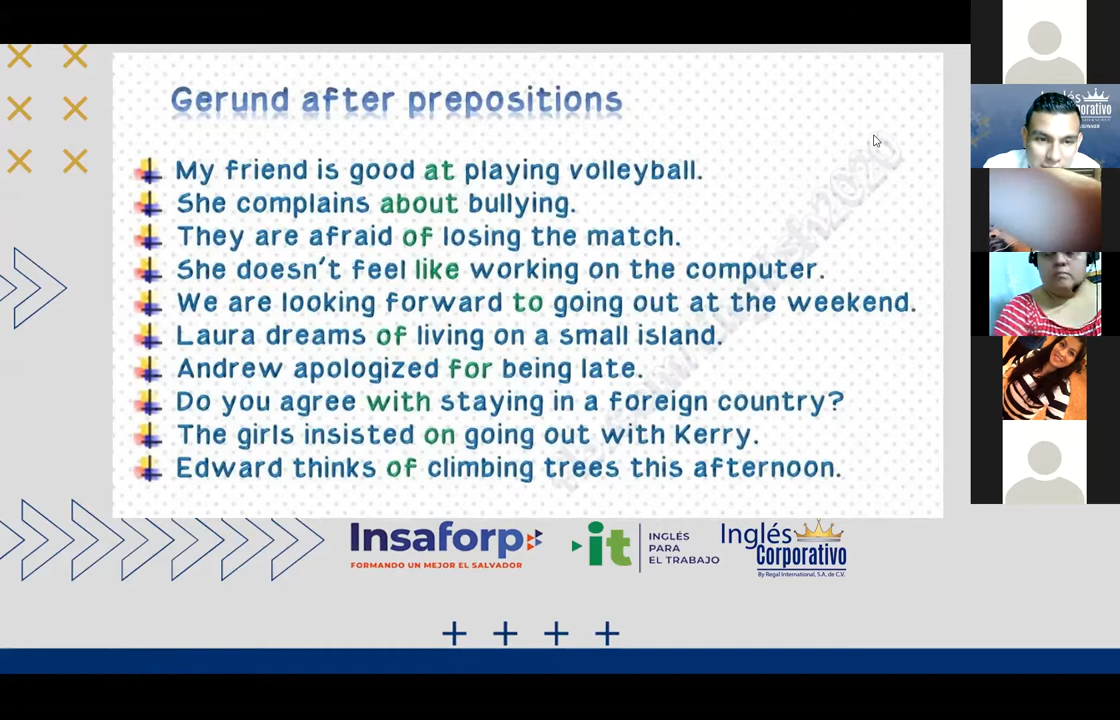 Gerund after prepositions
My friend is good at playing volleyball.
She complains about bullying.
They are afraid of losing the match.
She doesn't feel like working on the computer.
We are looking forward to going out at the weekend.
Laura dreams of living on a small island.
Andrew apologized for being late.
Do you agree with staying in a foreign country?
The girls insisted on going out with Kerry.
Edward thinks of climbing trees this afternoon.
Insaforp
FORMANDO UN MEJOR EL SALVADOR
it
INGLÉS
PARA
EL TRABAJO
Inglés
Corporativo
By Regal International, S.A. de C.V.